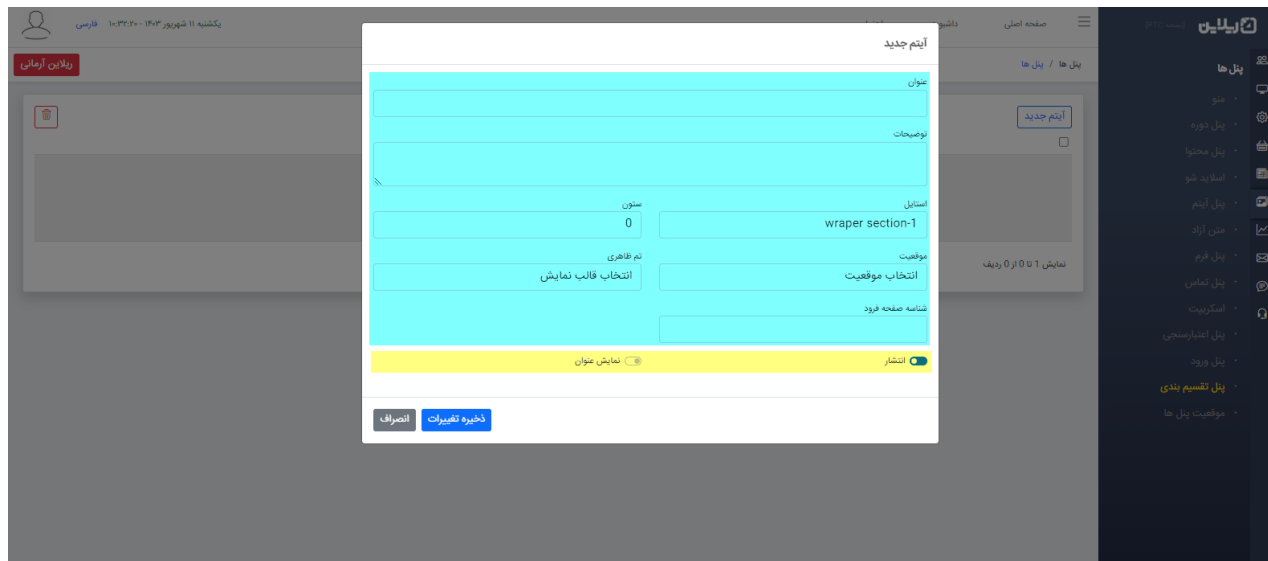 ریلاین
صفحه اصلی
یکشنبه ۱۱ شهریور ۱۴۰۳ - ۱۰:۳۲:۲۰ فارسی
پنل ها / پنل ها
ریلاین آرمانی
آیتم جدید
نمایش 1 تا 0 از 0 ردیف
پنل ها
منو
پنل دوره
پنل محتوا
اسلاید شو
پنل آیتم
متن آزاد
پنل فرم
پنل تماس
اسکریپت
پنل اعتبارسنجی
پنل ورود
پنل تقسیم بندی
موقعیت پنل ها
آیتم جدید
عنوان
توضیحات
استایل
ستون
wraper section-1
0
موقعیت
تم ظاهری
انتخاب موقعیت
انتخاب قالب نمایش
شناسه صفحه فرود
انتشار
نمایش عنوان
ذخیره تغییرات
انصراف